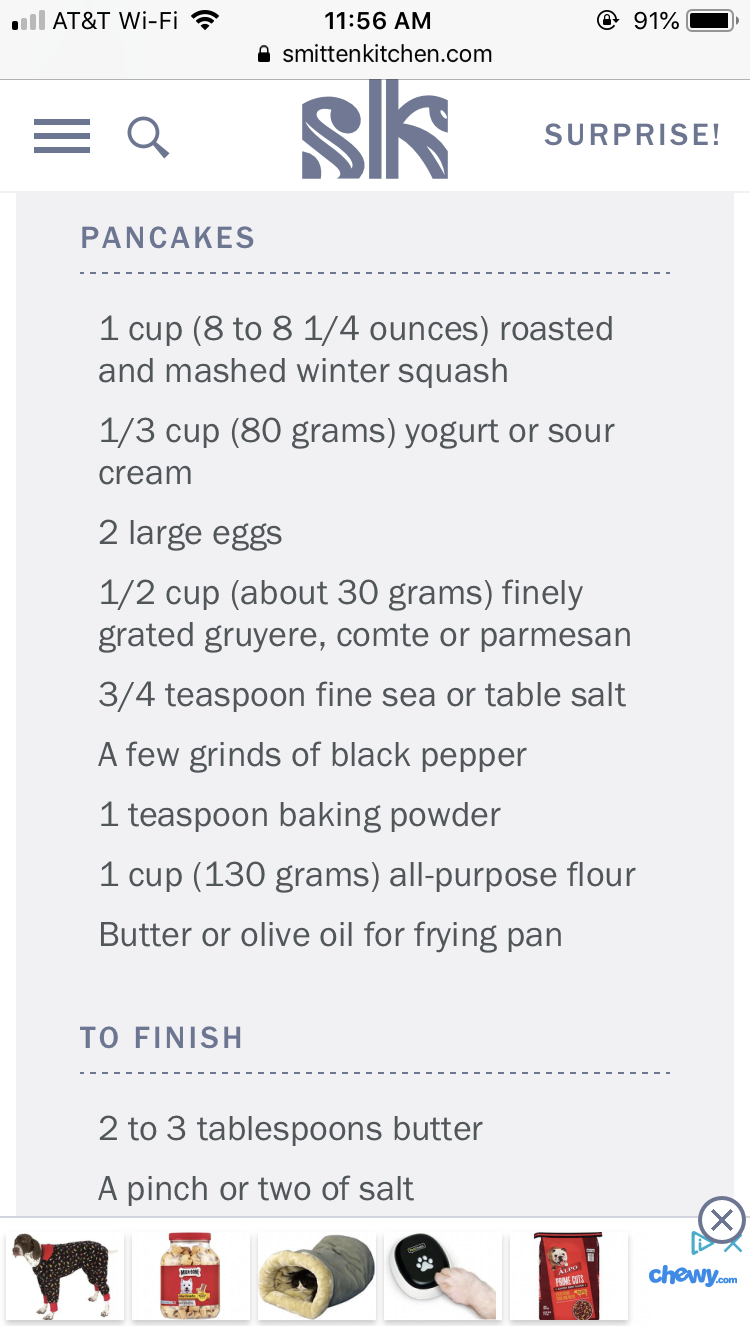 AT&T Wi-Fi 11:56 AM 91%
smittenkitchen.com
sk SURPRISE!
PANCAKES
1 cup (8 to 8 1/4 ounces) roasted
and mashed winter squash
1/3 cup (80 grams) yogurt or sour
cream
2 large eggs
1/2 cup (about 30 grams) finely
grated gruyere, comte or parmesan
3/4 teaspoon fine sea or table salt
A few grinds of black pepper
1 teaspoon baking powder
1 cup (130 grams) all-purpose flour
Butter or olive oil for frying pan
TO FINISH
2 to 3 tablespoons butter
A pinch or two of salt
MILK-BONE
ALPO
PRIME CUTS
chewy.com